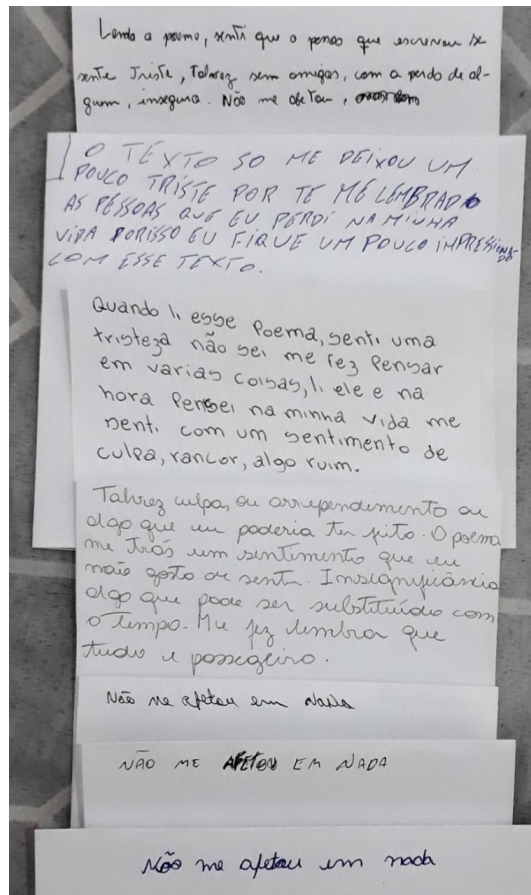 Lendo a poema, senti que o pessoa que escreveu se
sente Triste, Talvez sem amigos, com a perda de al-
guem, insegura. Não me afetou,
O TEXTO SO ME DEIXOU UM
POUCO TRISTE POR TE ME LEMBRADO
AS PESSOAS QUE EU PERDI NA MINHA
VIDA PORISSO EU FIQUE UM POUCO IMPRESSIONADO
COM ESSE TEXTO.
Quando li esse Poema, senti uma
tristeza não sei me fez Pensar
em varias coisas, li ele e na
hora Pensei na minha vida me
senti com um sentimento de
culpa, rancor, algo ruim.
Talvez culpa, ou arrependimento ou
algo que eu poderia ter feito. O poema
me trás um sentimento que eu
não gosto de senti. Insignificância
algo que pode ser substituído com
o tempo. Me fez lembrar que
tudo é passageiro.
Não me afetou em Nada
NÃO ME AFETOU EM NADA
Não me afetou em nada